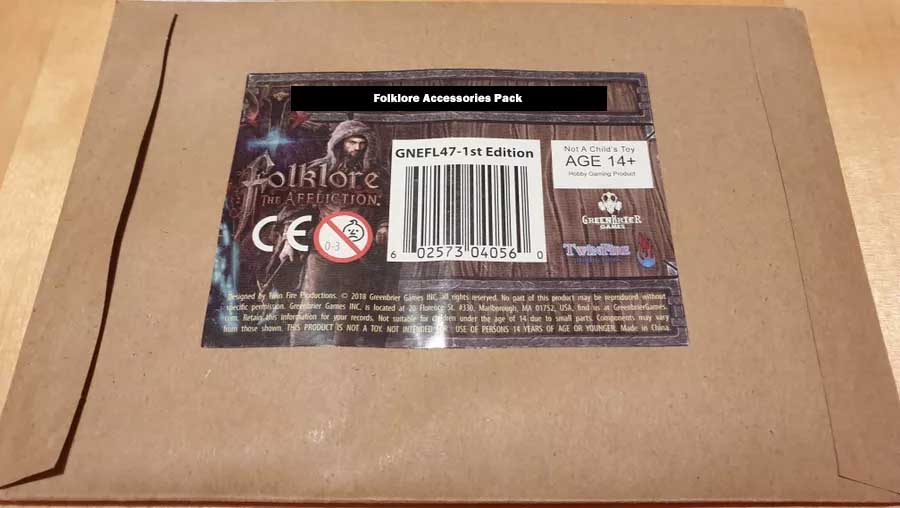 Folklore Accessories Pack
GNEFL47-1st Edition
Not A Child's Toy
AGE 14+
Hobby Gaming Product
Folklore
THE AFFLICTION
CE
0-3
6 02573 04056 0
GREENBRIER
GAMES
TWINFIRE
Designed by Twin Fire Productions. © 2018 Greenbrier Games INC, all rights reserved. No part of this product may be reproduced without
specific permission. Greenbrier Games INC. is located at 20 Florence St. #330, Marlborough, MA 01752, USA, find us at GreenbrierGames.
com. Retain this information for your records. Not suitable for children under the age of 14 due to small parts. Components may vary
from those shown. THIS PRODUCT IS NOT A TOY. NOT INTENDED FOR USE OF PERSONS 14 YEARS OF AGE OR YOUNGER. Made in China.